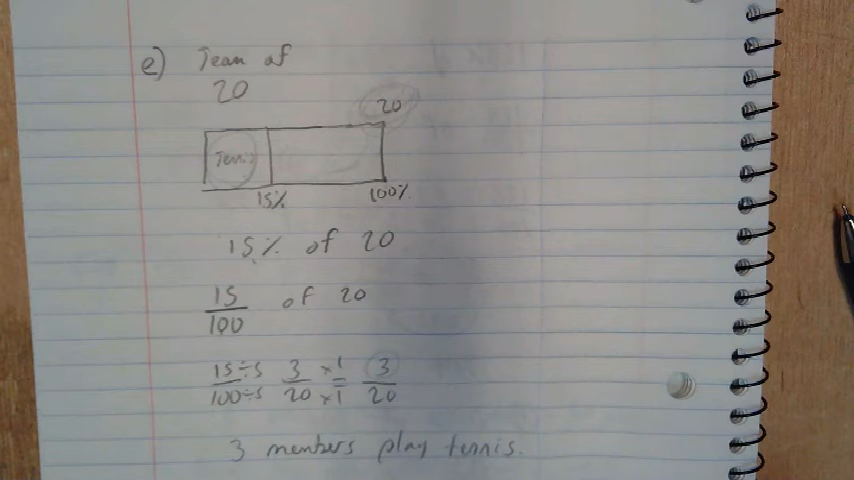 e) Team of
20
20
Tennis
15% 100%
15% of 20
15/100 of 20
15÷5/100÷5 3/20 ×1/×1 = 3/20
3 members play tennis.